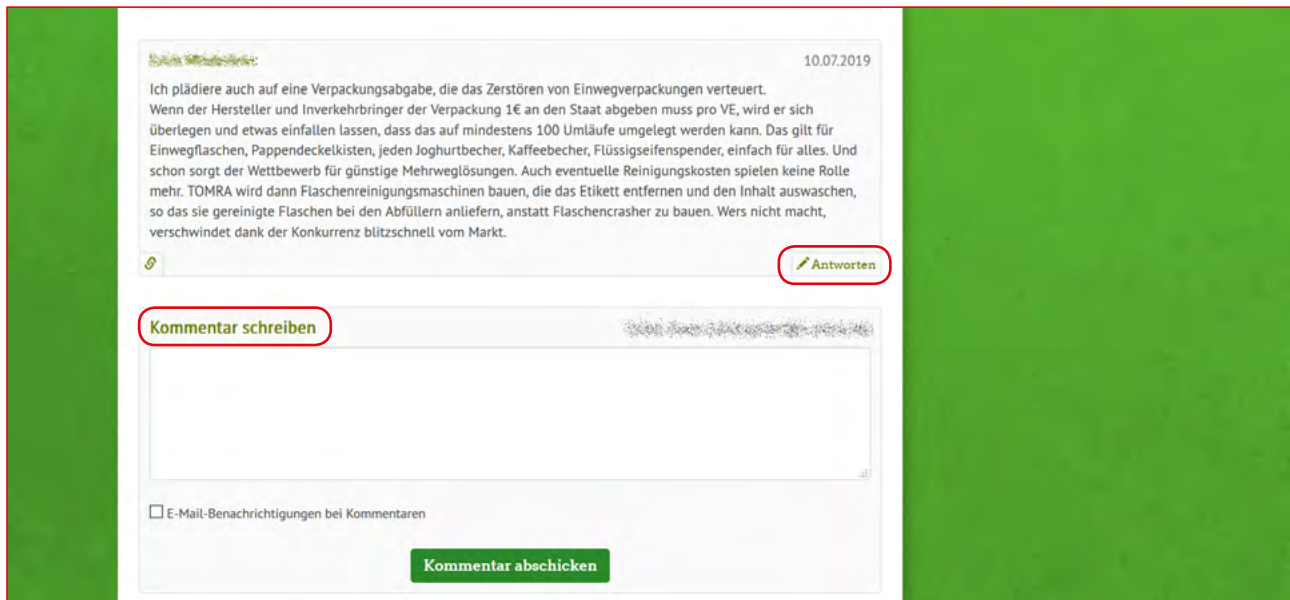 10.07.2019
Ich plädiere auch auf eine Verpackungsabgabe, die das Zerstören von Einwegverpackungen verteuert.
Wenn der Hersteller und Inverkehrbringer der Verpackung 1€ an den Staat abgeben muss pro VE, wird er sich
überlegen und etwas einfallen lassen, dass das auf mindestens 100 Umläufe umgelegt werden kann. Das gilt für
Einwegflaschen, Pappendeckelkisten, jeden Joghurtbecher, Kaffeebecher, Flüssigseifenspender, einfach für alles. Und
schon sorgt der Wettbewerb für günstige Mehrweglösungen. Auch eventuelle Reinigungskosten spielen keine Rolle
mehr. TOMRA wird dann Flaschenreinigungsmaschinen bauen, die das Etikett entfernen und den Inhalt auswaschen,
so das sie gereinigte Flaschen bei den Abfüllern anliefern, anstatt Flaschencrasher zu bauen. Wers nicht macht,
verschwindet dank der Konkurrenz blitzschnell vom Markt.
Antworten
Kommentar schreiben
E-Mail-Benachrichtigungen bei Kommentaren
Kommentar abschicken